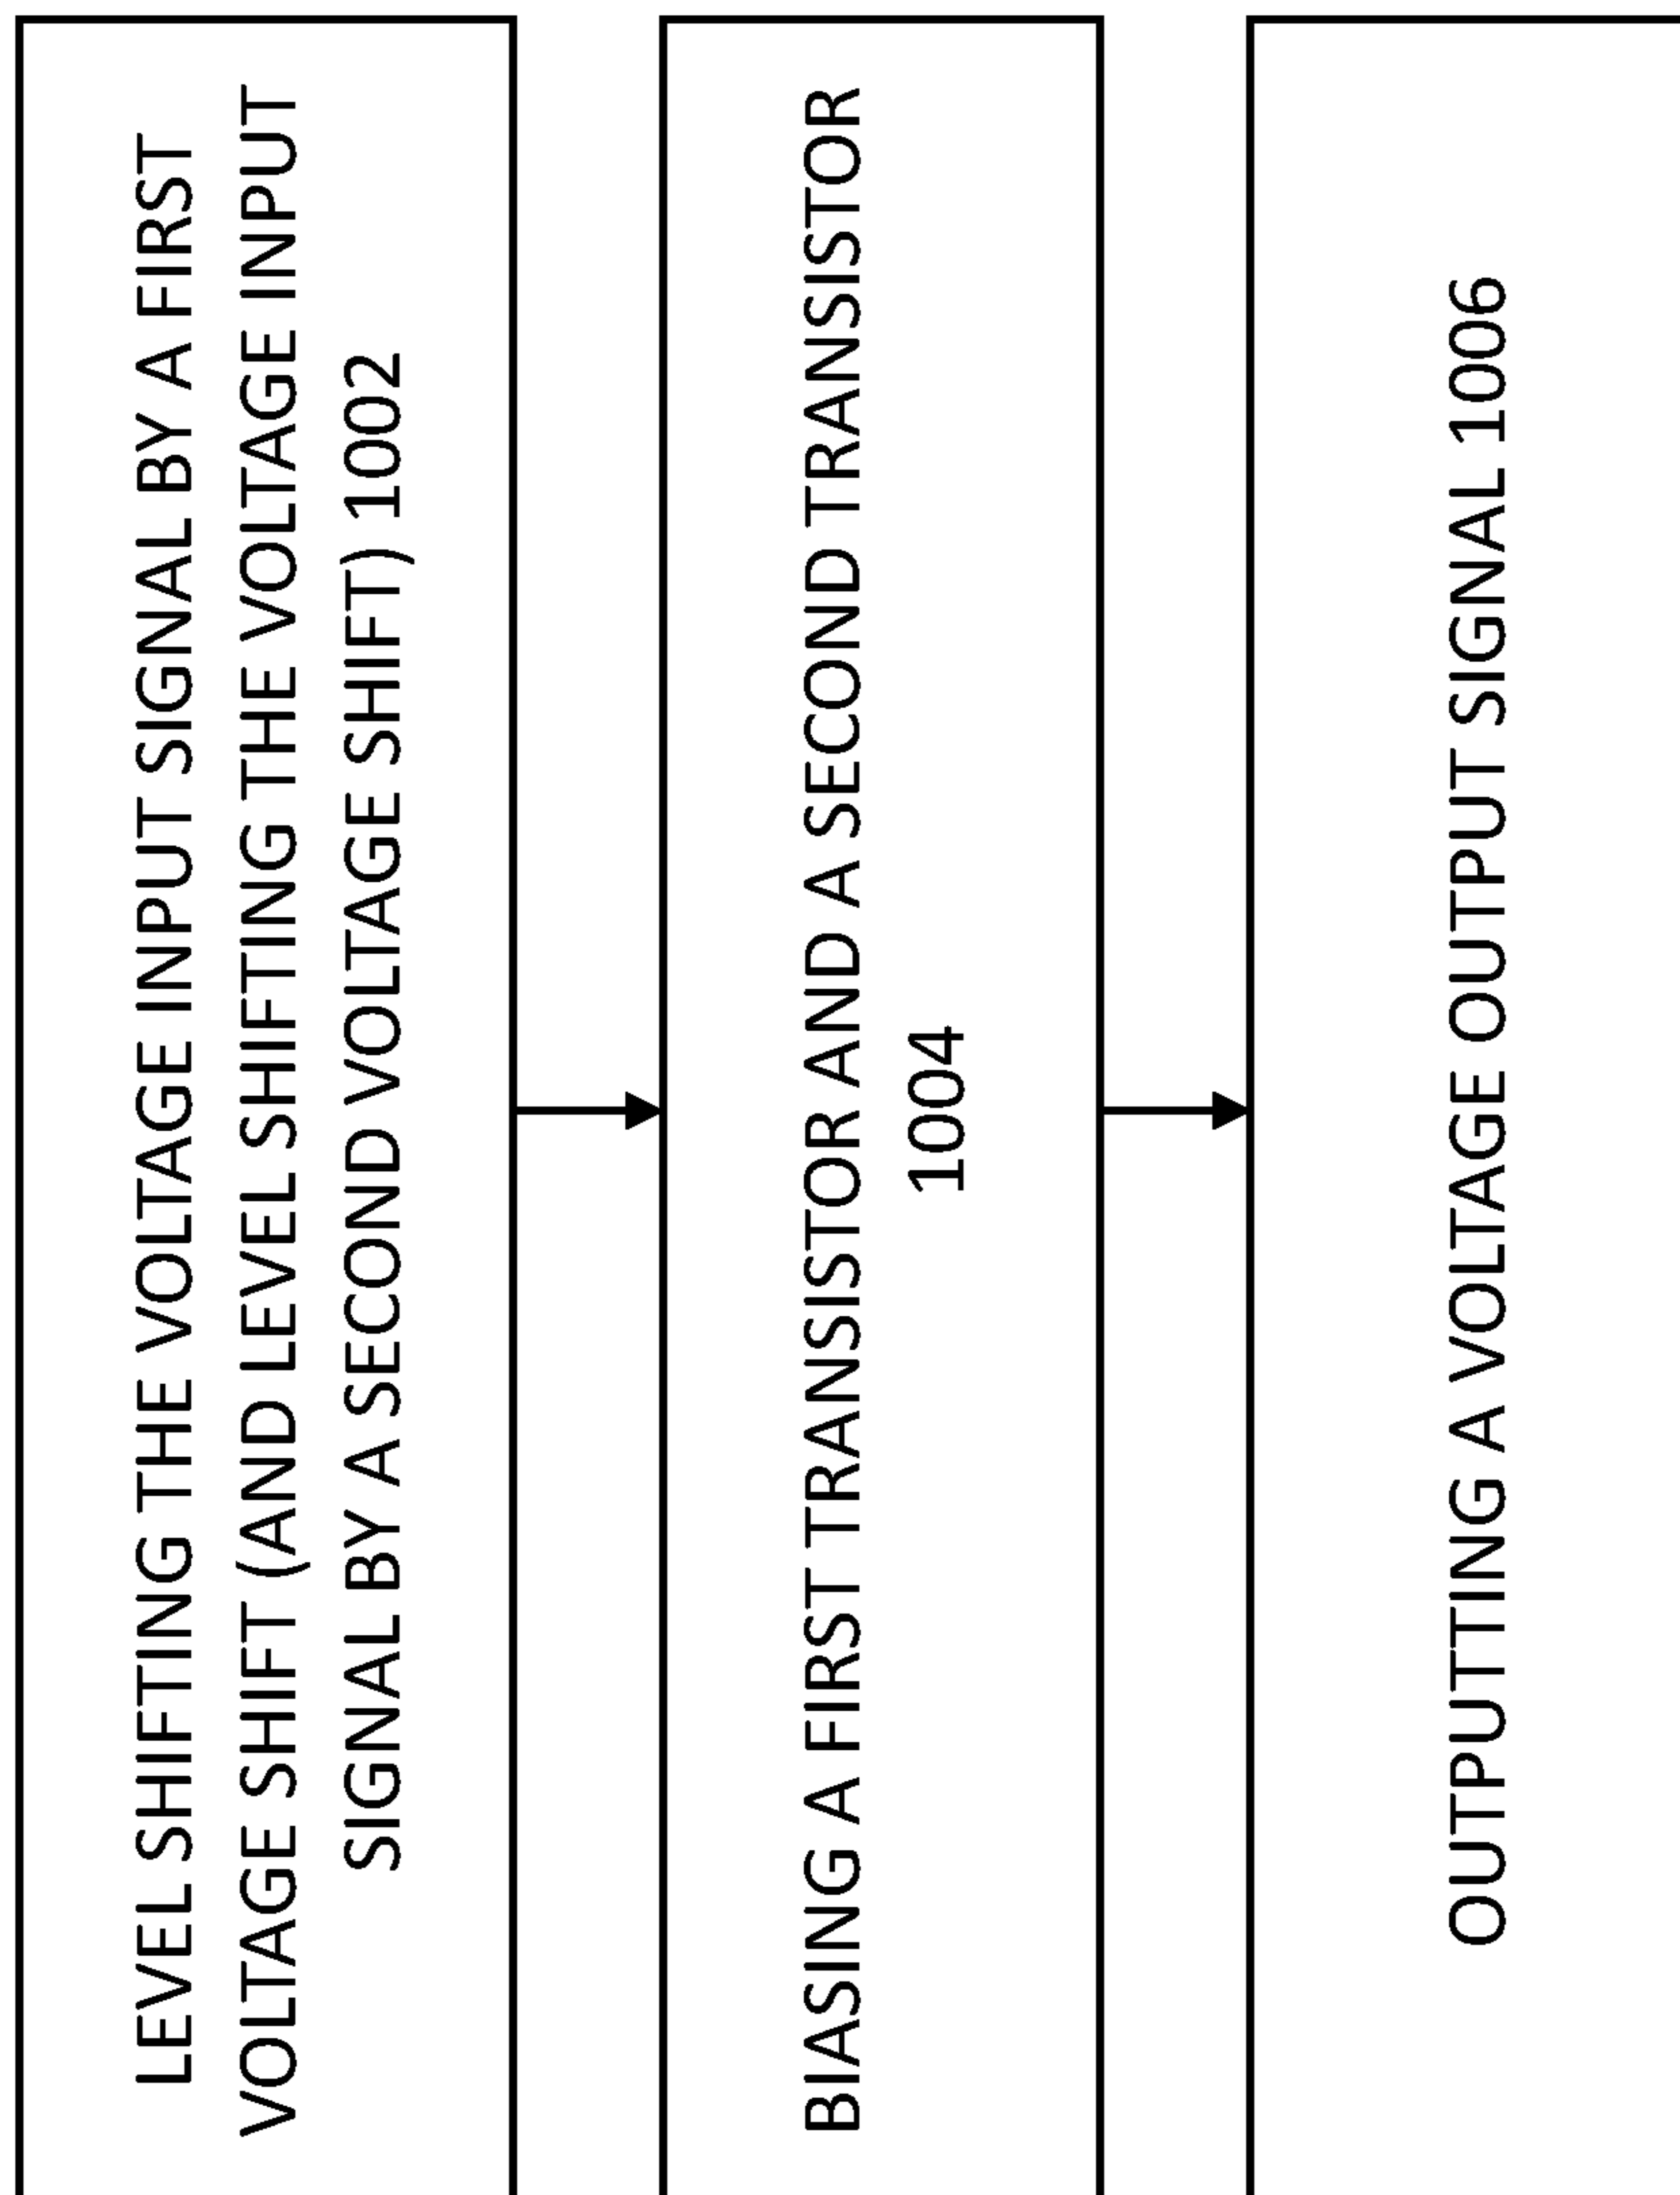 LEVEL SHIFTING THE VOLTAGE INPUT SIGNAL BY A FIRST
VOLTAGE SHIFT (AND LEVEL SHIFTING THE VOLTAGE INPUT
SIGNAL BY A SECOND VOLTAGE SHIFT) 1002
BIASING A FIRST TRANSISTOR AND A SECOND TRANSISTOR
1004
OUTPUTTING A VOLTAGE OUTPUT SIGNAL 1006